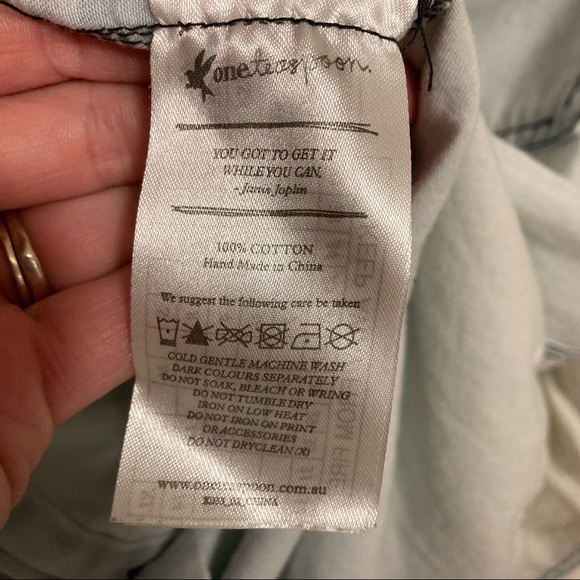 oneteaspoon.
YOU GOT TO GET IT
WHILE YOU CAN.
- Janis Joplin
100% COTTON
Hand Made in China
We suggest the following care be taken
COLD GENTLE MACHINE WASH
DARK COLOURS SEPARATELY
DO NOT SOAK, BLEACH OR WRING
DO NOT TUMBLE DRY
IRON ON LOW HEAT
DO NOT IRON ON PRINT
OR ACCESSORIES
DO NOT DRYCLEAN (X)
www.oneteaspoon.com.au